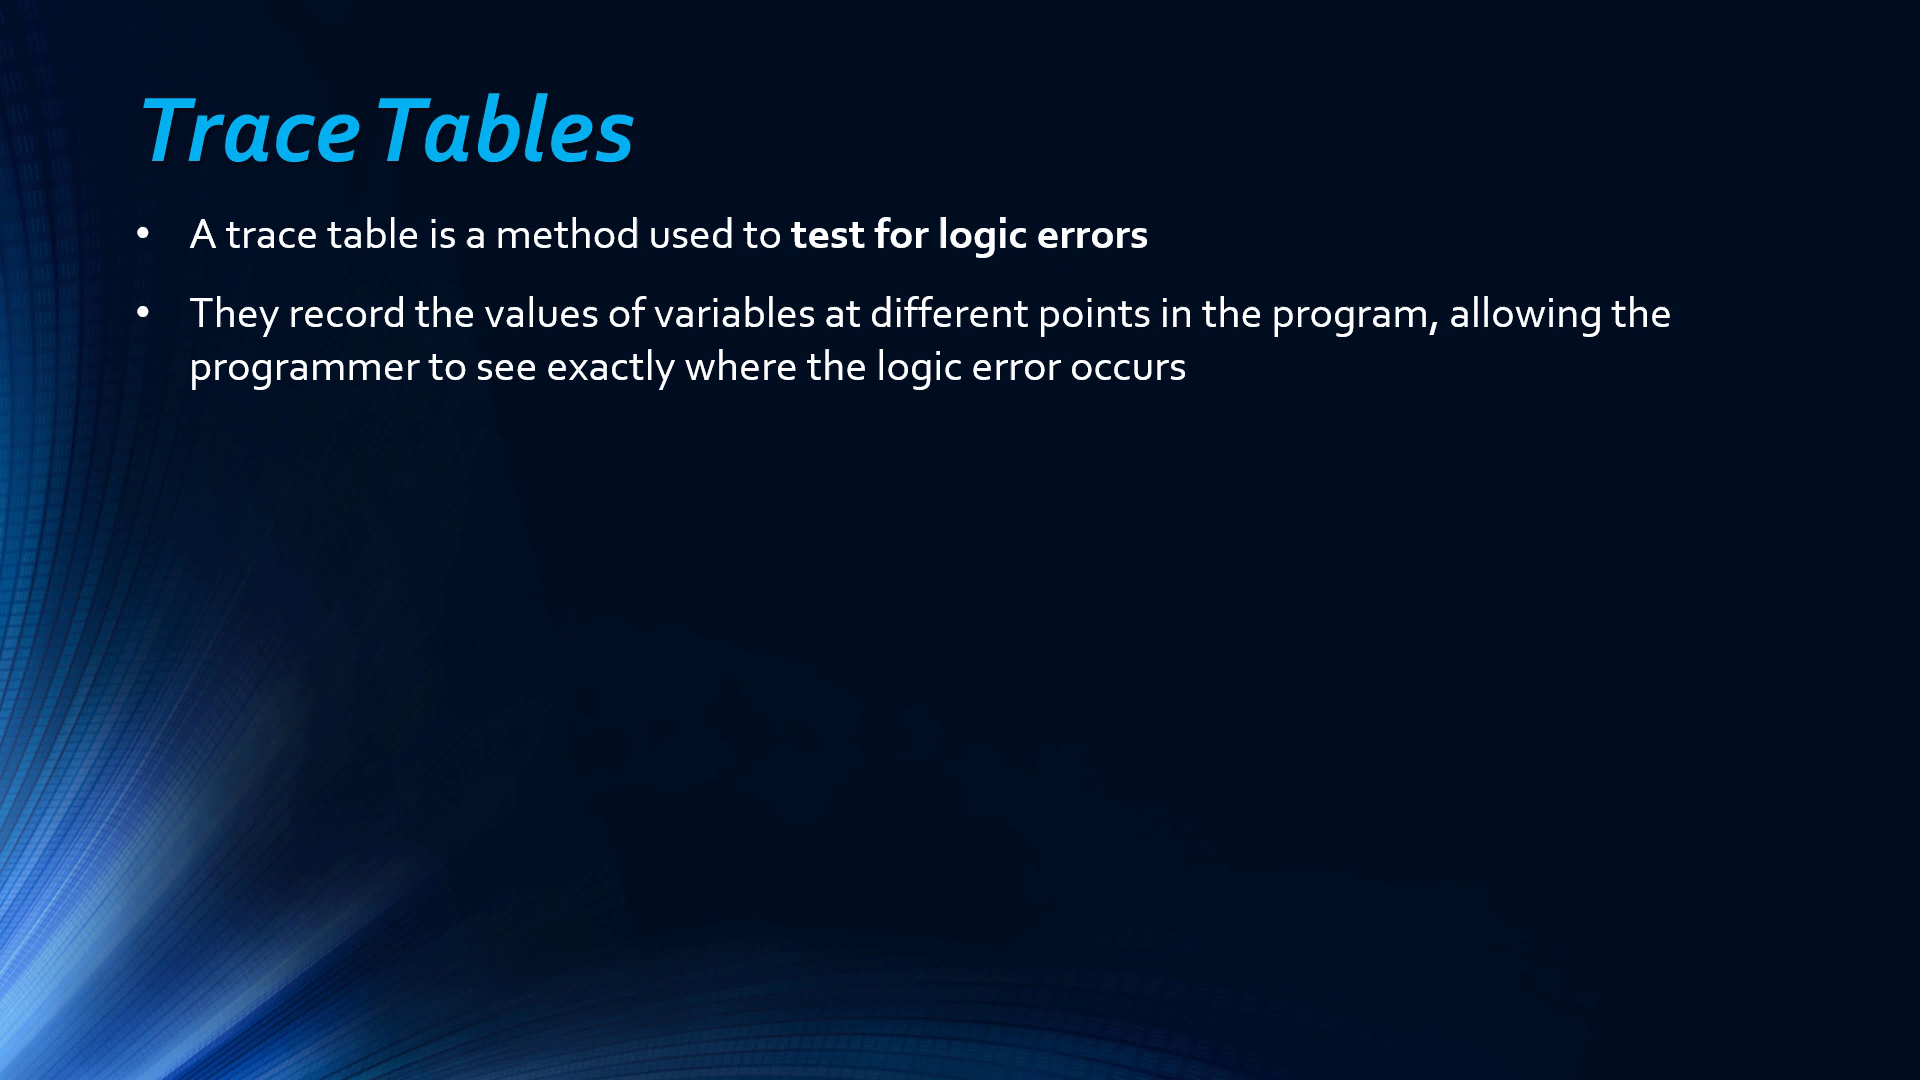 Trace Tables
• A trace table is a method used to test for logic errors
• They record the values of variables at different points in the program, allowing the
programmer to see exactly where the logic error occurs